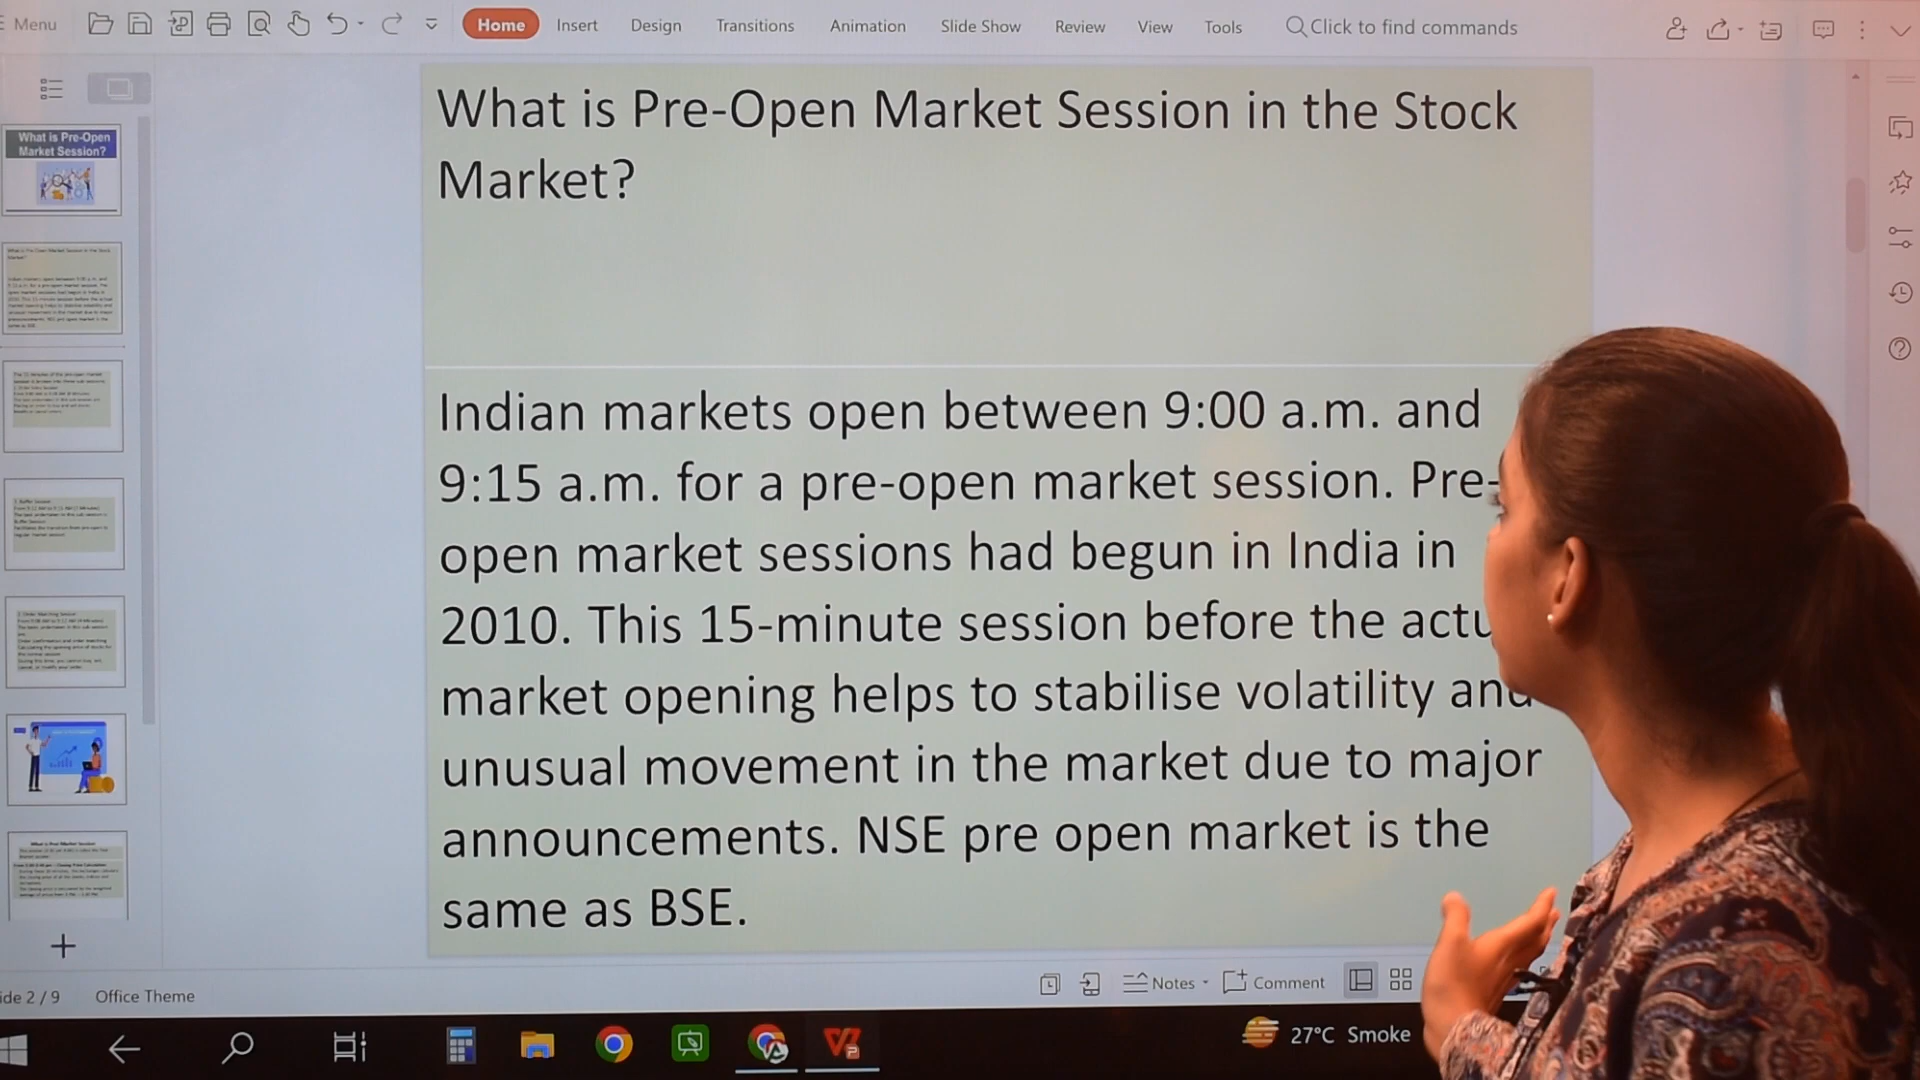 Menu
Home Insert Design Transitions Animation Slide Show Review View Tools Click to find commands
What is Pre-Open
Market Session?
What is Pre-Open Market Session in the Stock
Market?
Indian markets open between 9:00 a.m. and
9:15 a.m. for a pre-open market session. Pre-
open market sessions had begun in India in
2010. This 15-minute session before the actu
market opening helps to stabilise volatility and
unusual movement in the market due to major
announcements. NSE pre open market is the
same as BSE.
Notes Comment
ide 2 / 9 Office Theme
27°C Smoke